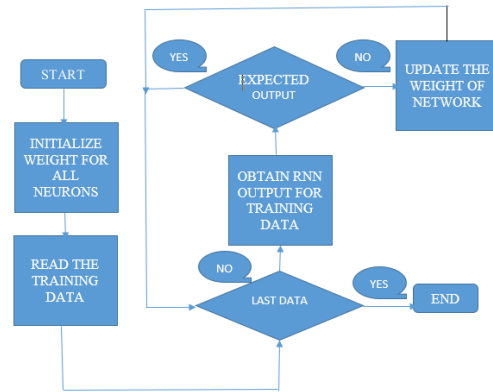 START
INITIALIZE
WEIGHT FOR
ALL
NEURONS
READ THE
TRAINING
DATA
YES
EXPECTED
OUTPUT
NO
UPDATE THE
WEIGHT OF
NETWORK
OBTAIN RNN
OUTPUT FOR
TRAINING
DATA
NO
LAST DATA
YES
END